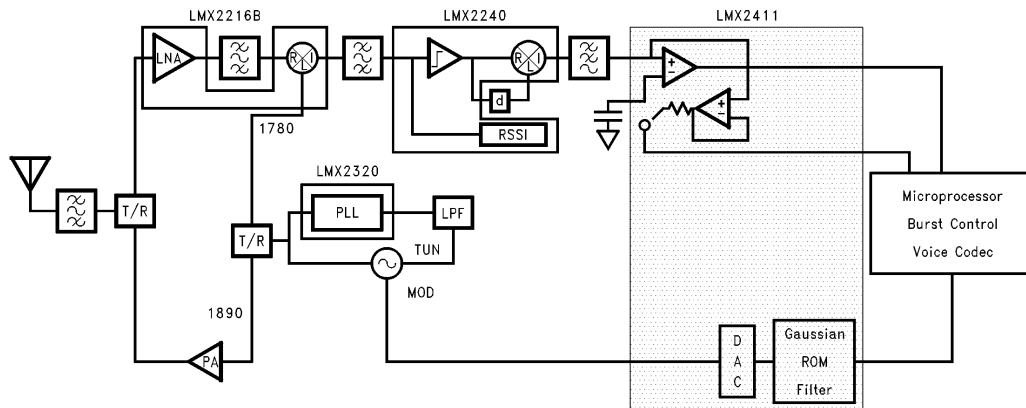 LMX2216B
LMX2240
LMX2411
LNA
R
L
I
R
L
I
d
RSSI
1780
LMX2320
T/R
T/R
PLL
LPF
TUN
MOD
1890
PA
Microprocessor
Burst Control
Voice Codec
D
A
C
Gaussian
ROM
Filter